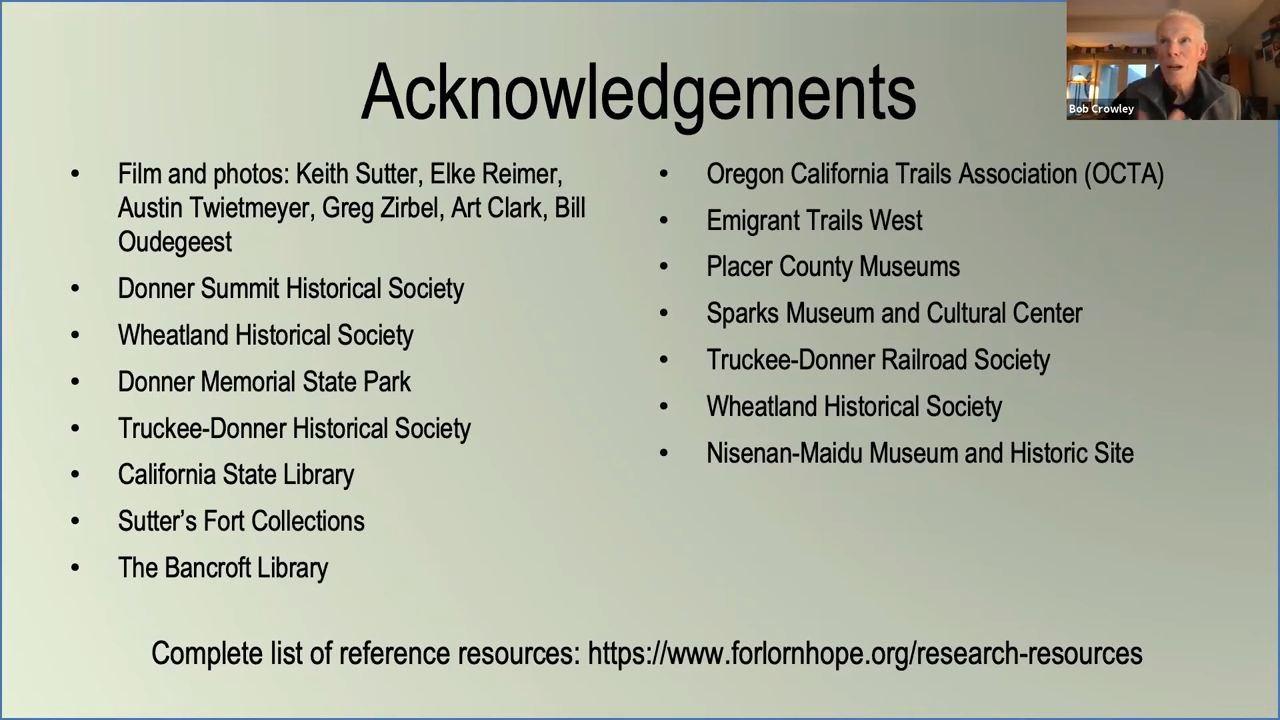 Acknowledgements
• Film and photos: Keith Sutter, Elke Reimer,
Austin Twietmeyer, Greg Zirbel, Art Clark, Bill
Oudegeest
• Donner Summit Historical Society
• Wheatland Historical Society
• Donner Memorial State Park
• Truckee-Donner Historical Society
• California State Library
• Sutter’s Fort Collections
• The Bancroft Library
• Oregon California Trails Association (OCTA)
• Emigrant Trails West
• Placer County Museums
• Sparks Museum and Cultural Center
• Truckee-Donner Railroad Society
• Wheatland Historical Society
• Nisenan-Maidu Museum and Historic Site
Complete list of reference resources: https://www.forlornhope.org/research-resources
Bob Crowley